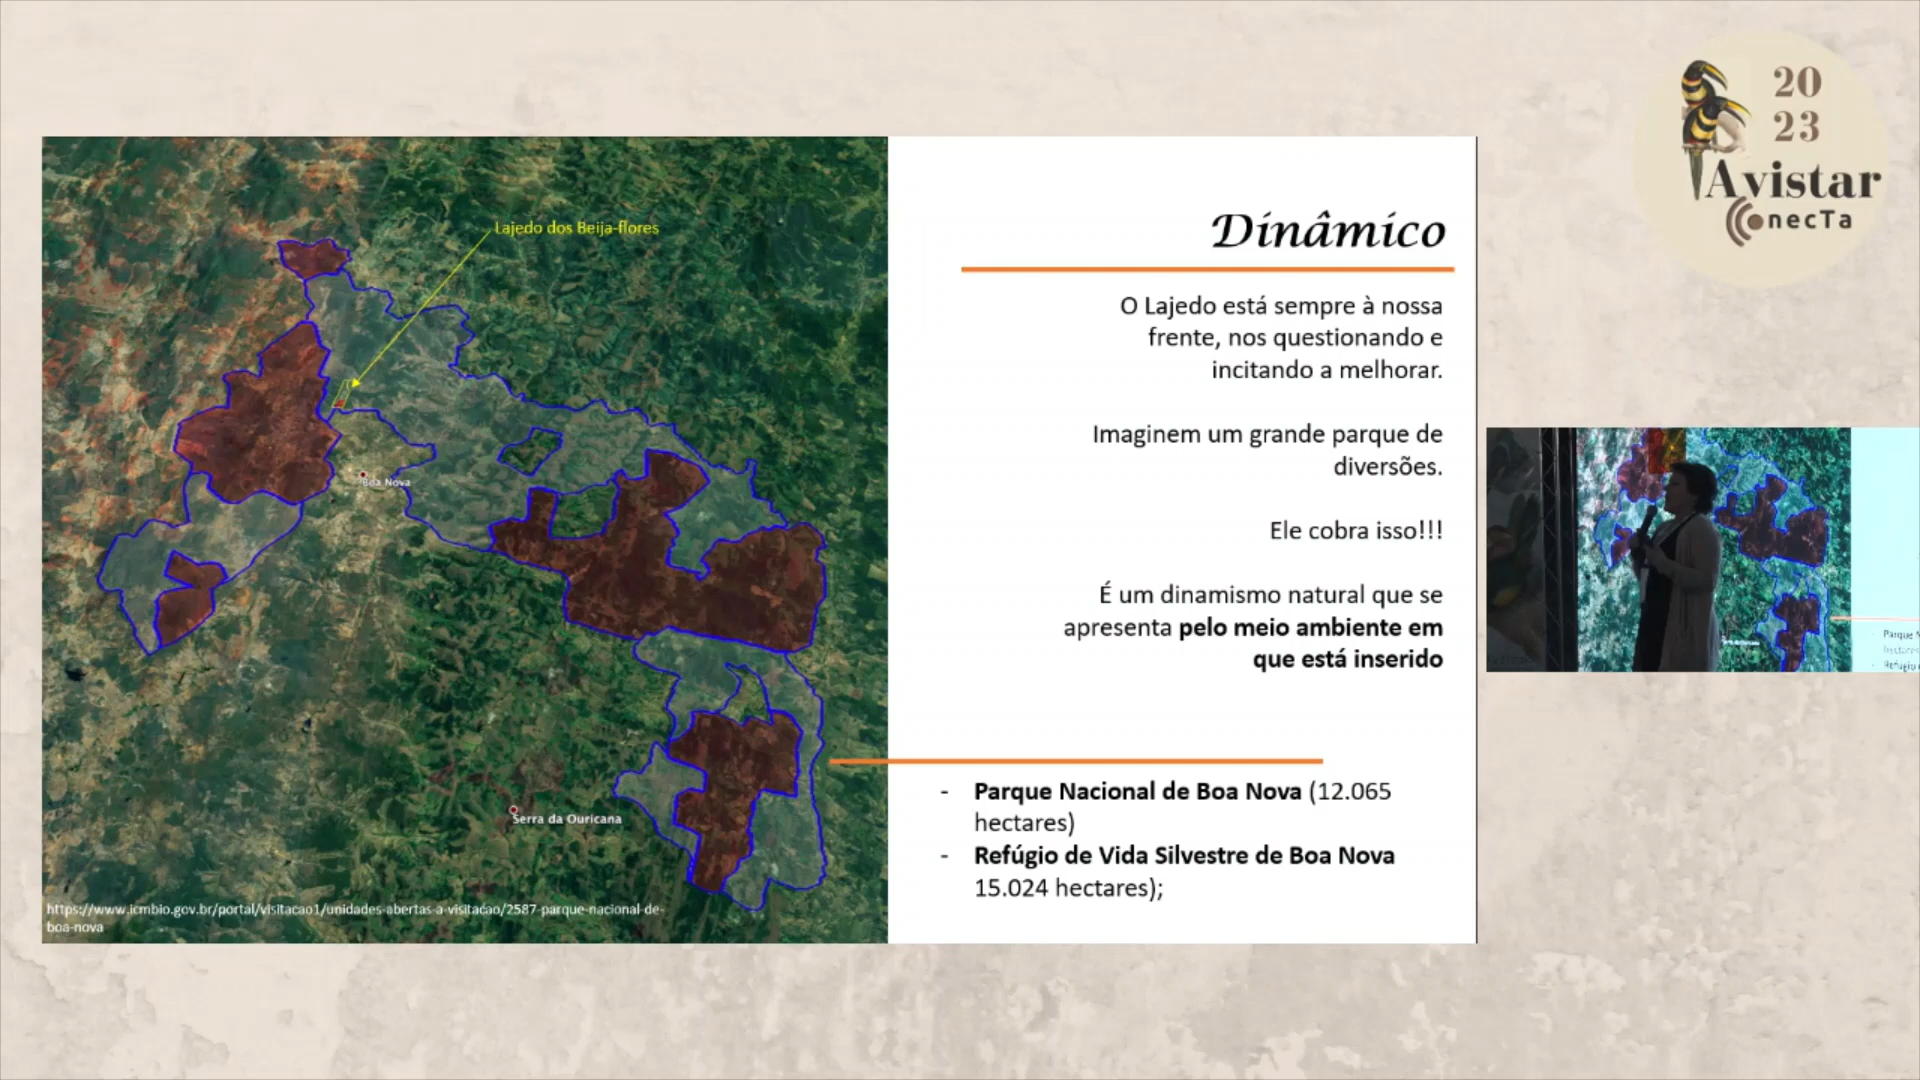 20
23
Avistar
conecTa
Lajedo dos Beija-flores
Boa Nova
Serra da Ouricana
https://www.icmbio.gov.br/portal/visitacao1/unidades-abertas-a-visitacao/2587-parque-nacional-de-
boa-nova
Dinâmico
O Lajedo está sempre à nossa
frente, nos questionando e
incitando a melhorar.
Imaginem um grande parque de
diversões.
Ele cobra isso!!!
É um dinamismo natural que se
apresenta pelo meio ambiente em
que está inserido
- Parque Nacional de Boa Nova (12.065
hectares)
- Refúgio de Vida Silvestre de Boa Nova
15.024 hectares);
Parque N
hectares
Refúgio